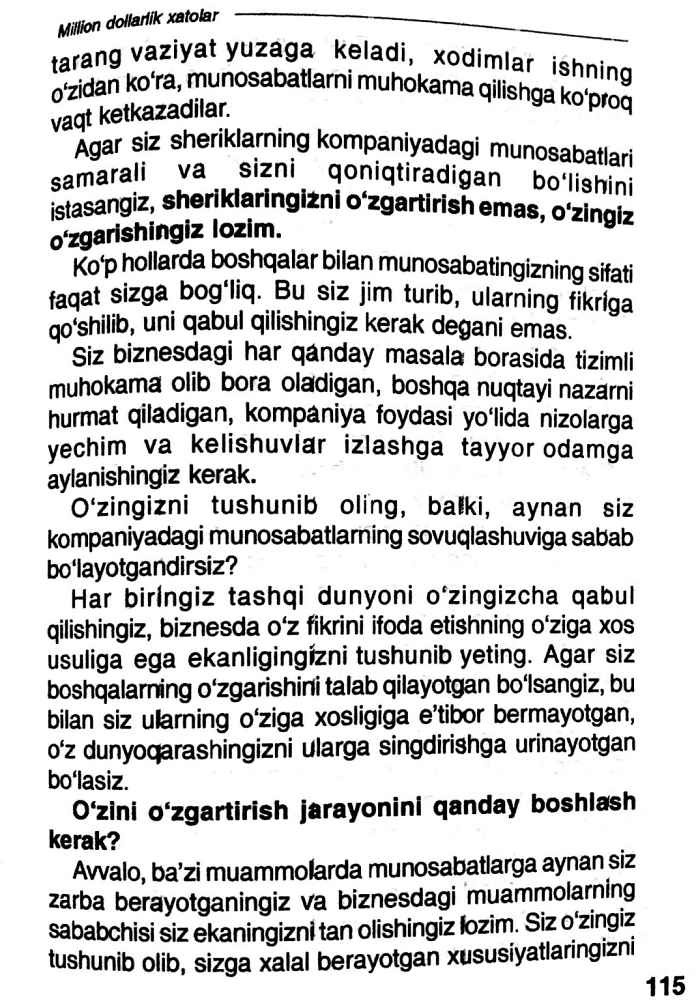 Million dollarlik xatolar
tarang vaziyat yuzaga keladi, xodimlar ishning
o‘zidan ko‘ra, munosabatlarni muhokama qilishga ko‘proq
vaqt ketkazadilar.
Agar siz sheriklarning kompaniyadagi munosabatlari
samarali va sizni qoniqtiradigan bo‘lishini
istasangiz, sheriklaringizni o‘zgartirish emas, o‘zingiz
o‘zgarishingiz lozim.
Ko‘p hollarda boshqalar bilan munosabatingizning sifati
faqat sizga bog‘liq. Bu siz jim turib, ularning fikriga
qo‘shilib, uni qabul qilishingiz kerak degani emas.
Siz biznesdagi har qanday masala borasida tizimli
muhokama olib bora oladigan, boshqa nuqtayi nazarni
hurmat qiladigan, kompaniya foydasi yo‘lida nizolarga
yechim va kelishuvlar izlashga tayyor odamga
aylanishingiz kerak.
O‘zingizni tushunib oling, balki, aynan siz
kompaniyadagi munosabatlarning sovuqlashuviga sabab
bo‘layotgandirsiz?
Har biringiz tashqi dunyoni o‘zingizcha qabul
qilishingiz, biznesda o‘z fikrini ifoda etishning o‘ziga xos
usuliga ega ekanligingizni tushunib yeting. Agar siz
boshqalarning o‘zgarishini talab qilayotgan bo‘lsangiz, bu
bilan siz ularning o‘ziga xosligiga e’tibor bermayotgan,
o‘z dunyoqarashingizni ularga singdirishga urinayotgan
bo‘lasiz.
O‘zini o‘zgartirish jarayonini qanday boshlash
kerak?
Avvalo, ba’zi muammolarda munosabatlarga aynan siz
zarba berayotganingiz va biznesdagi muammolarning
sababchisi siz ekaningizni tan olishingiz lozim. Siz o‘zingiz
tushunib olib, sizga xalal berayotgan xususiyatlaringizni
115